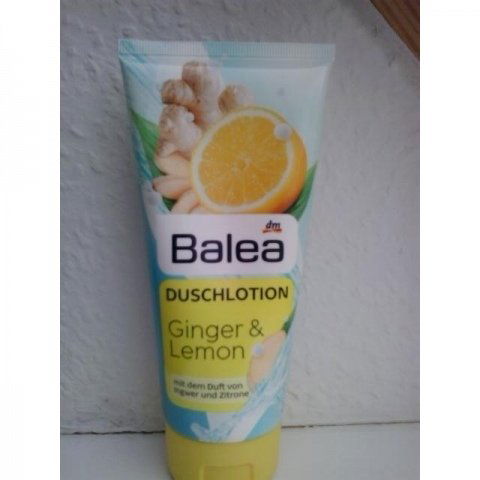 dm
Balea
DUSCHLOTION
Ginger &
Lemon
mit dem Duft von
Ingwer und Zitrone